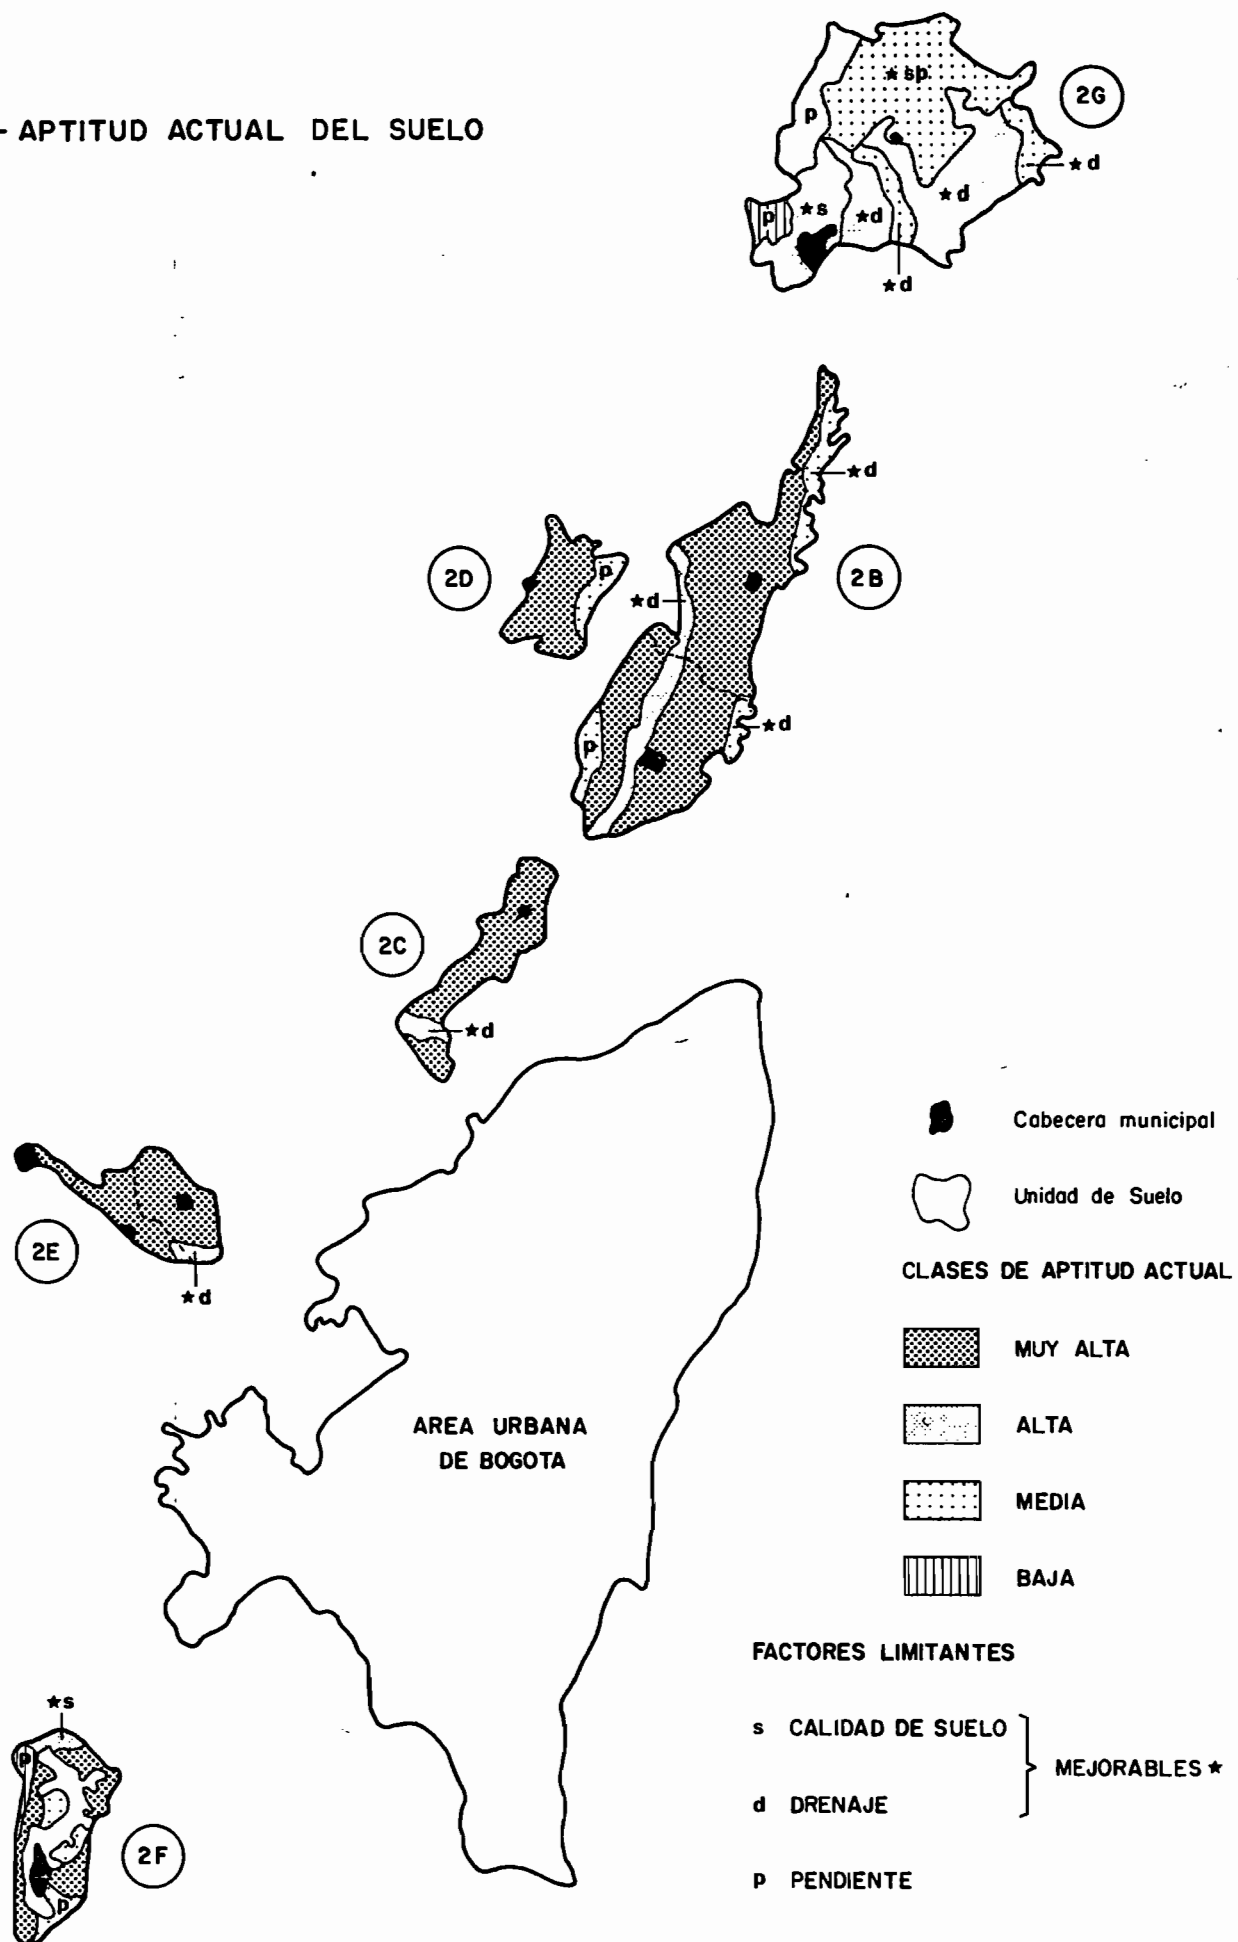 - APTITUD ACTUAL DEL SUELO
2G
★sp
p
★d
★d
★s
★d
p
★d
★d
2D
p
2B
★d
★d
p
2C
★d
2E
★d
AREA URBANA
DE BOGOTA
★s
p
2F
p
Cabecera municipal
Unidad de Suelo
CLASES DE APTITUD ACTUAL
MUY ALTA
ALTA
MEDIA
BAJA
FACTORES LIMITANTES
s CALIDAD DE SUELO
MEJORABLES ★
d DRENAJE
p PENDIENTE